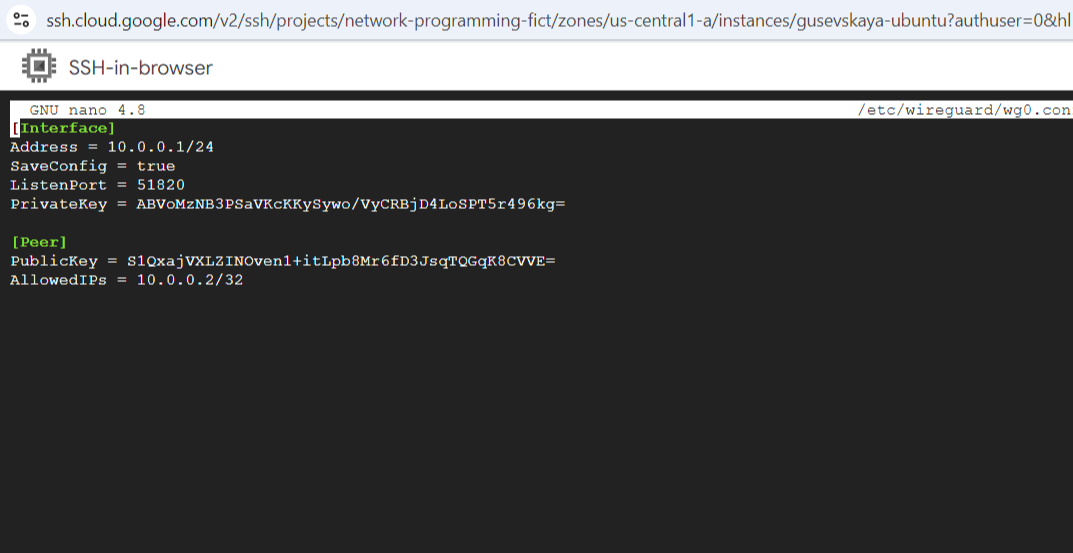 ssh.cloud.google.com/v2/ssh/projects/network-programming-fict/zones/us-central1-a/instances/gusevskaya-ubuntu?authuser=0&hl
SSH-in-browser
GNU nano 4.8 /etc/wireguard/wg0.con
[Interface]
Address = 10.0.0.1/24
SaveConfig = true
ListenPort = 51820
PrivateKey = ABVoMzNB3PSaVKcKKySywo/VyCRBjD4LoSPT5r496kg=
[Peer]
PublicKey = S1QxajVXLZINOven1+itLpb8Mr6fD3JsqTQGqK8CVVE=
AllowedIPs = 10.0.0.2/32